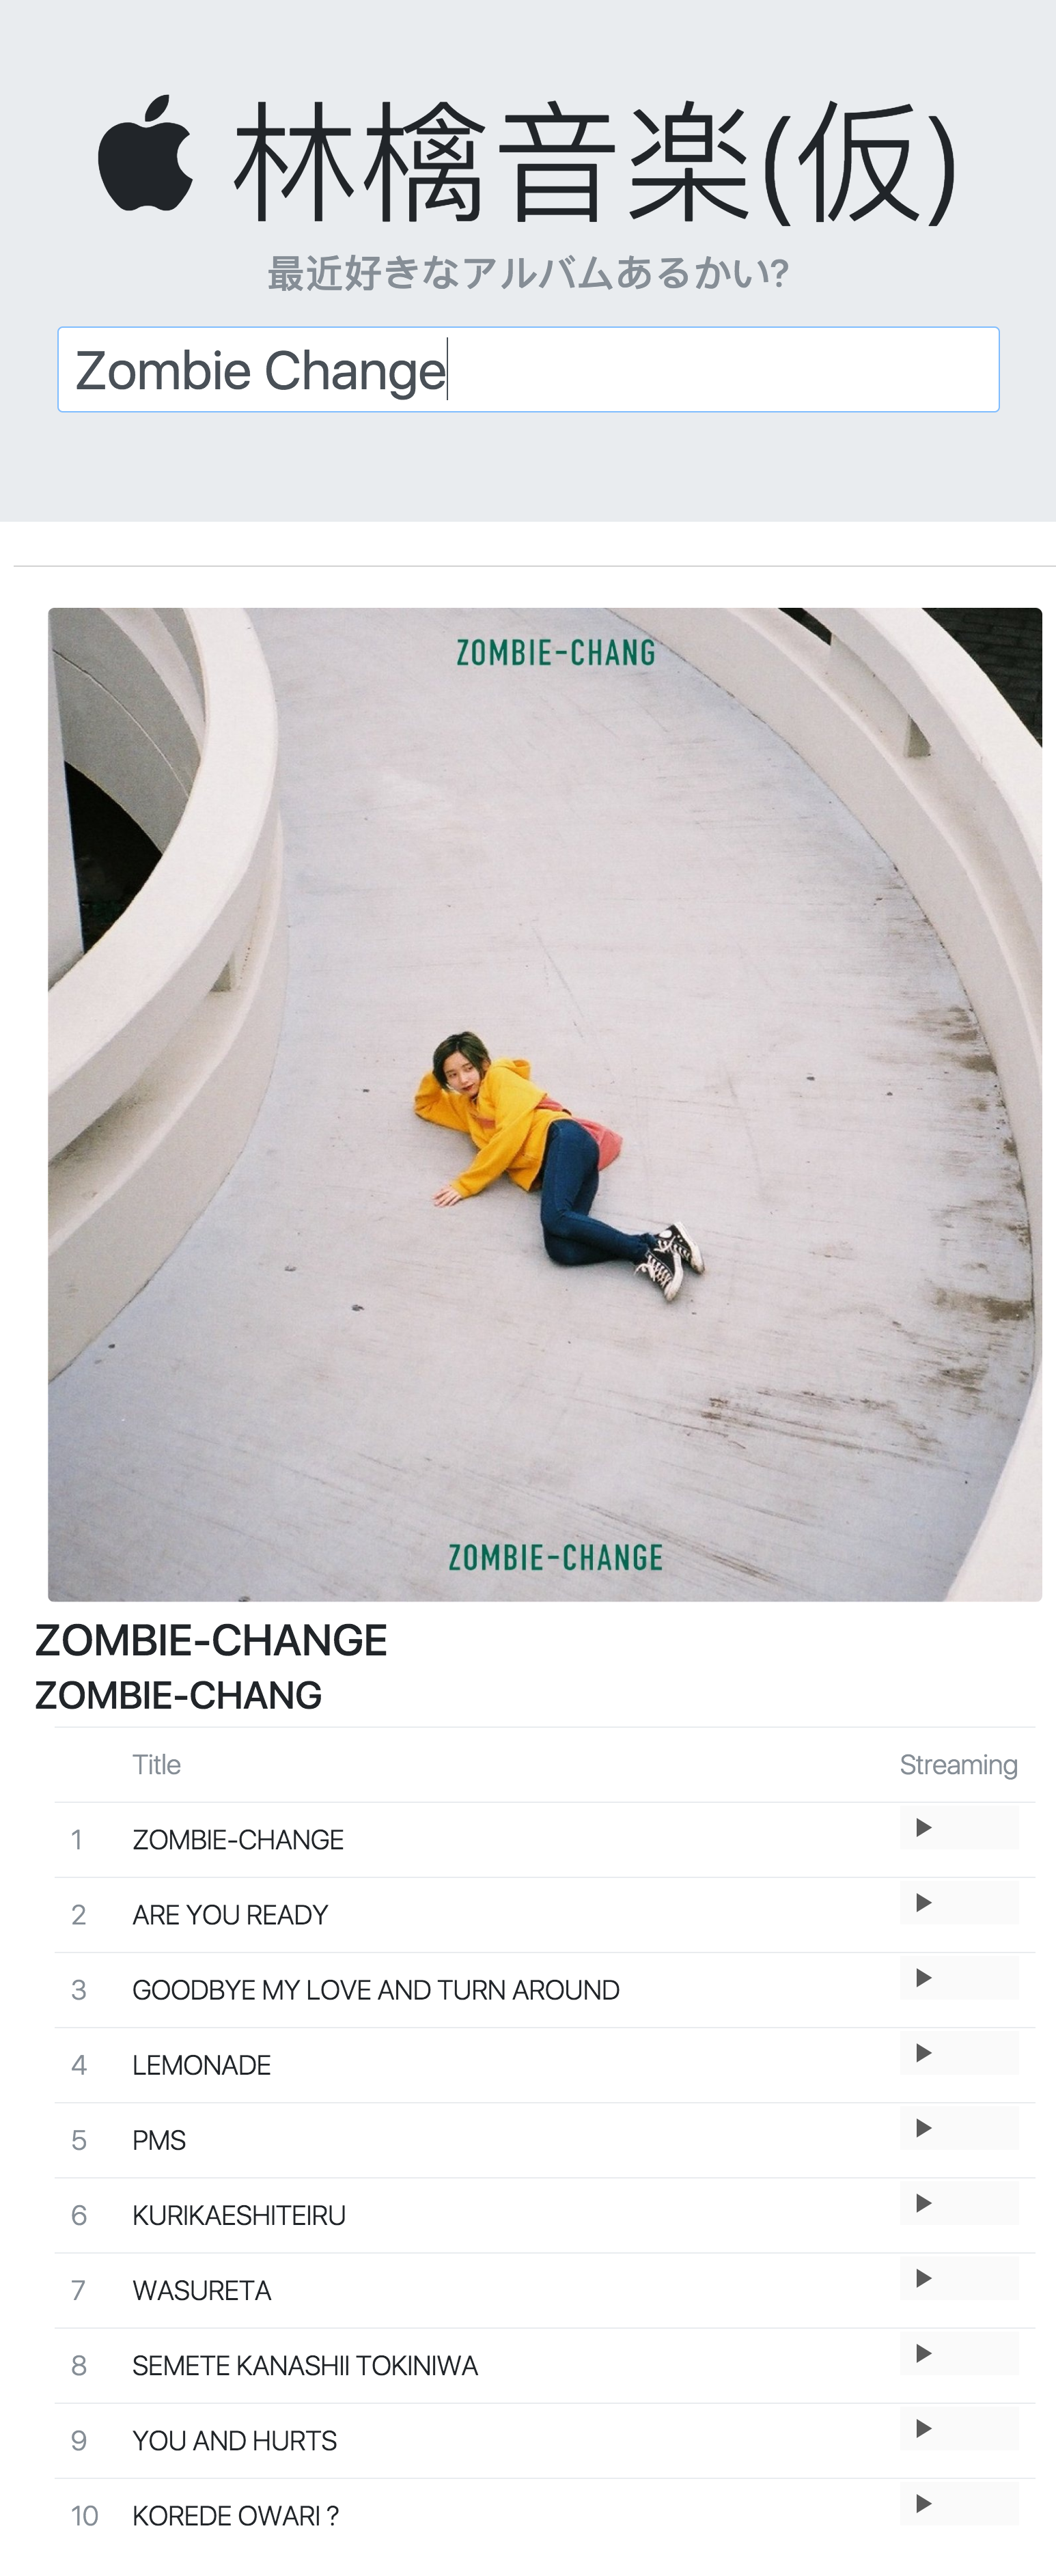 林檎音楽(仮)
最近好きなアルバムあるかい?
Zombie Change
ZOMBIE-CHANG
ZOMBIE-CHANGE
ZOMBIE-CHANGE
ZOMBIE-CHANG
Title Streaming
1 ZOMBIE-CHANGE
2 ARE YOU READY
3 GOODBYE MY LOVE AND TURN AROUND
4 LEMONADE
5 PMS
6 KURIKAESHITEIRU
7 WASURETA
8 SEMETE KANASHII TOKINIWA
9 YOU AND HURTS
10 KOREDE OWARI ?